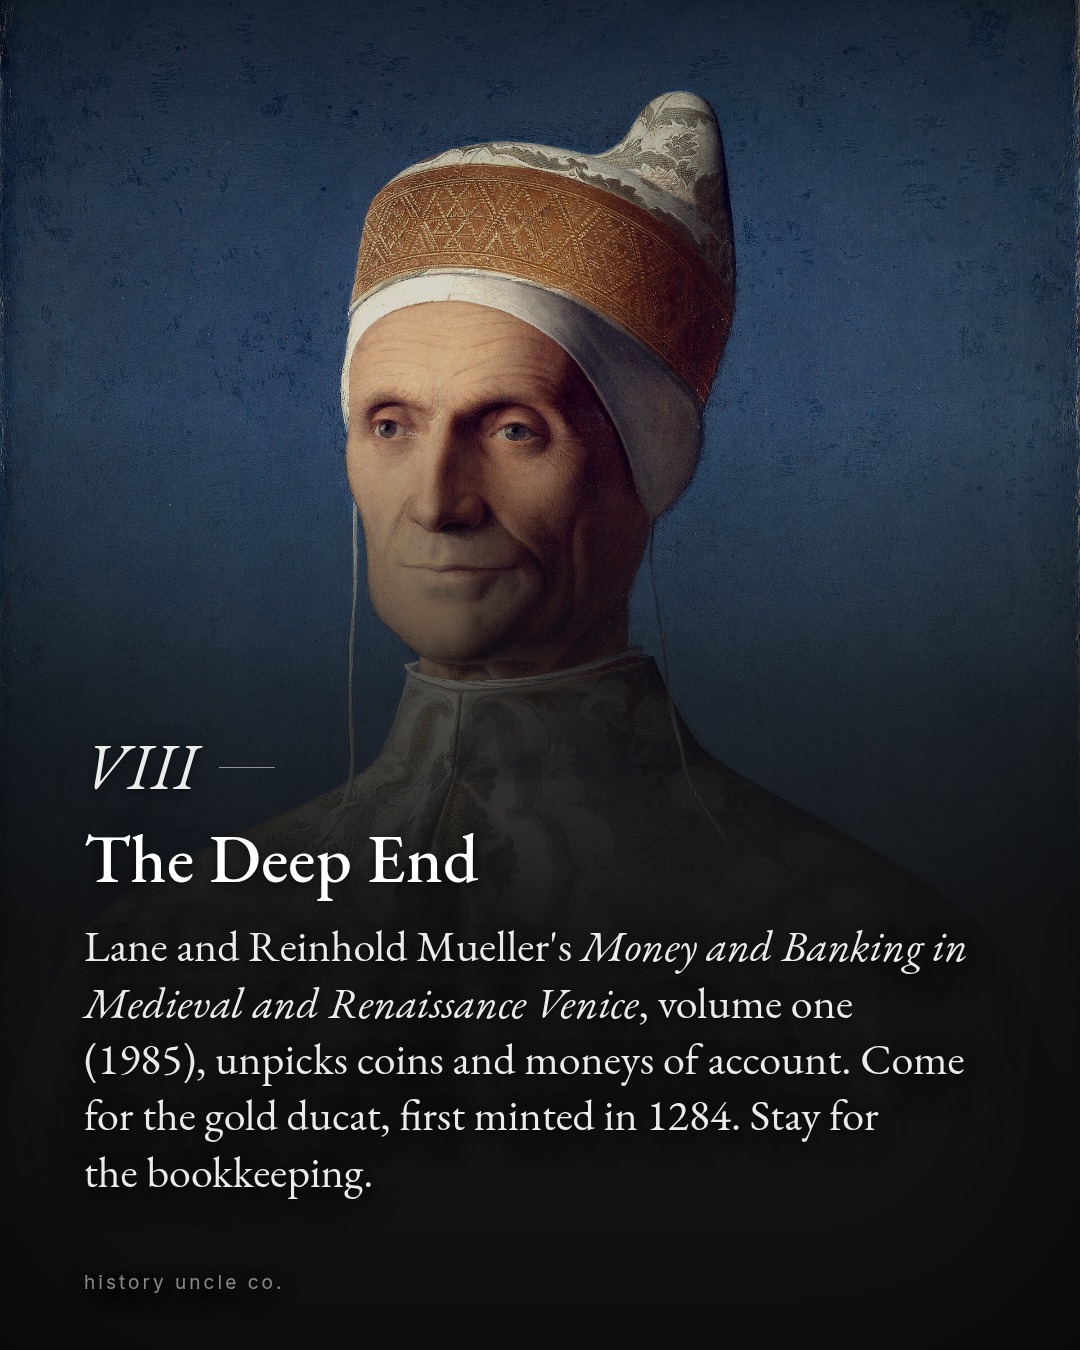 VIII —
The Deep End
Lane and Reinhold Mueller's Money and Banking in
Medieval and Renaissance Venice, volume one
(1985), unpicks coins and moneys of account. Come
for the gold ducat, first minted in 1284. Stay for
the bookkeeping.
history uncle co.